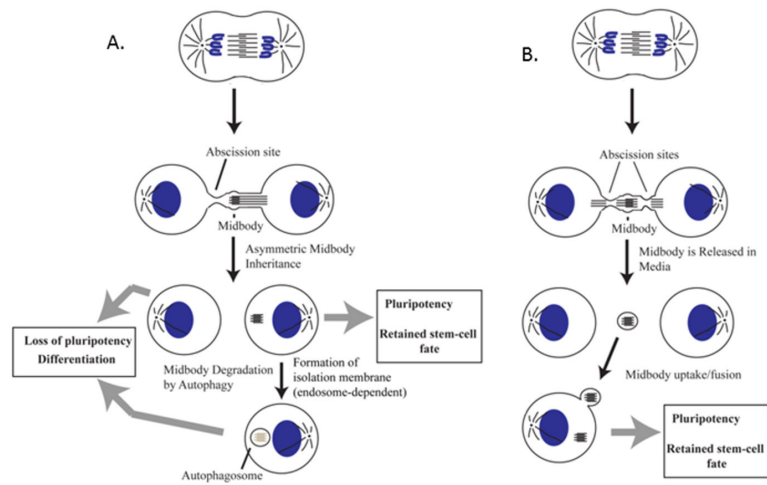 A.
Abscission site
Midbody
Asymmetric Midbody
Inheritance
Loss of pluripotency
Differentiation
Midbody Degradation
by Autophagy
Pluripotency
Retained stem-cell
fate
Formation of
isolation membrane
(endosome-dependent)
Autophagosome
B.
Abscission sites
Midbody
Midbody is Released in
Media
Midbody uptake/fusion
Pluripotency
Retained stem-cell
fate